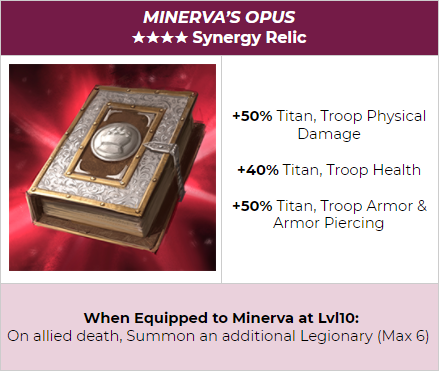 MINERVA'S OPUS
★★★★ Synergy Relic
+50% Titan, Troop Physical
Damage
+40% Titan, Troop Health
+50% Titan, Troop Armor &
Armor Piercing
When Equipped to Minerva at Lvl10:
On allied death, Summon an additional Legionary (Max 6)